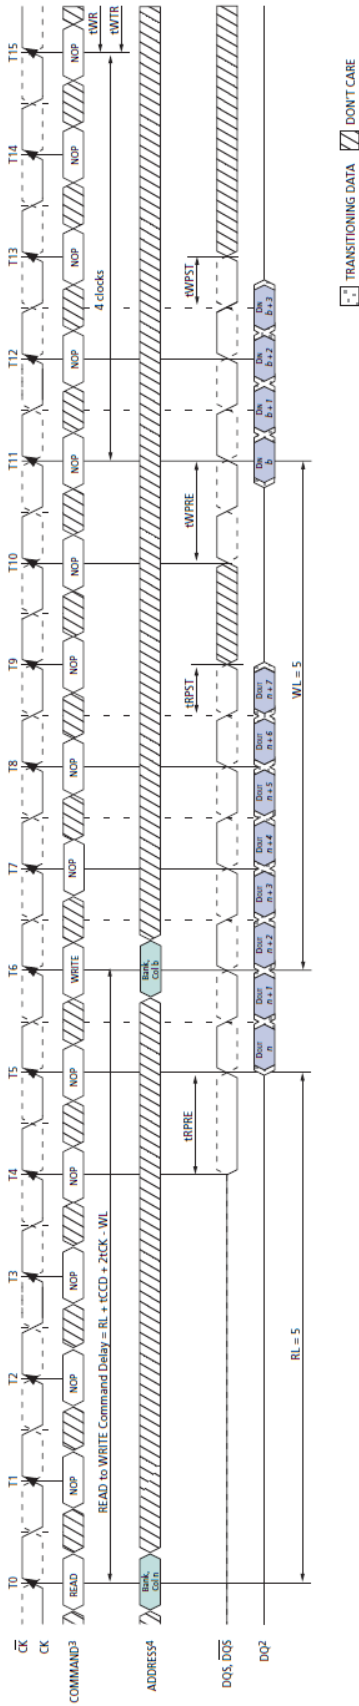 T0 T1 T2 T3 T4 T5 T6 T7 T8 T9 T10 T11 T12 T13 T14 T15
CK
CK
COMMAND3 READ NOP NOP NOP NOP NOP WRITE NOP NOP NOP NOP NOP NOP NOP NOP NOP
READ to WRITE Command Delay = RL + tCCD + 2tCK - WL
4 clocks
tWR
tWTR
ADDRESS4
Bank,
Col n
Bank,
Col b
tRPRE
tRPST
tWPRE
tWPST
DQS, DQS
DQ2
DOUT
n
DOUT
n + 1
DOUT
n + 2
DOUT
n + 3
DOUT
n + 4
DOUT
n + 5
DOUT
n + 6
DOUT
n + 7
DIN
b
DIN
b + 1
DIN
b + 2
DIN
b + 3
RL = 5
WL = 5
TRANSITIONING DATA
DON'T CARE